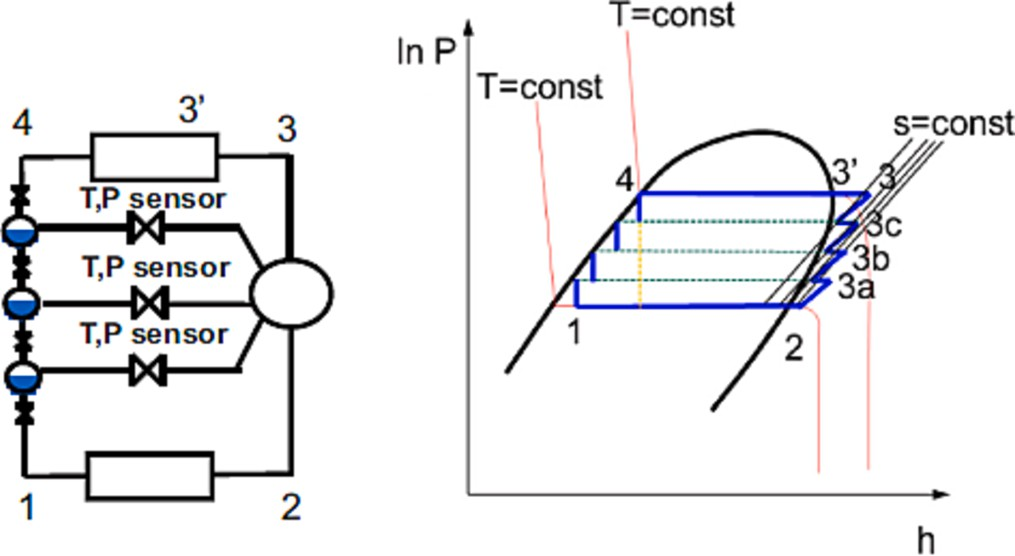 4
3'
3
T,P sensor
T,P sensor
T,P sensor
1
2
ln P
T=const
T=const
s=const
4
3'
3
3c
3b
3a
1
2
h